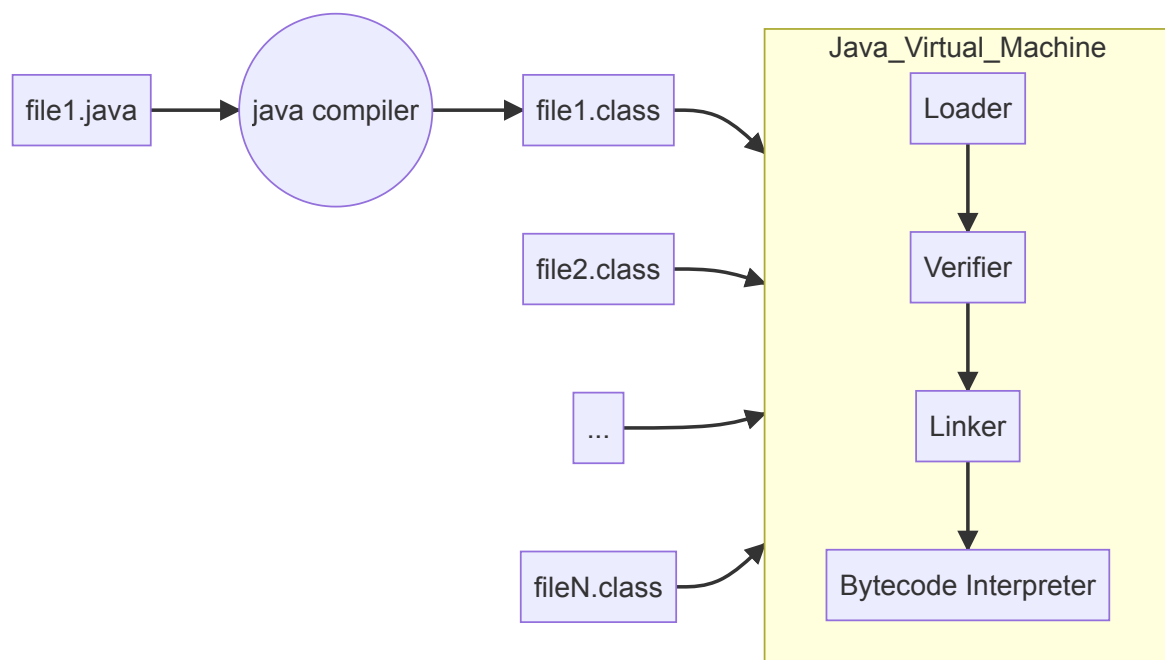 Java_Virtual_Machine
file1.java
java compiler
file1.class
Loader
file2.class
Verifier
...
Linker
fileN.class
Bytecode Interpreter